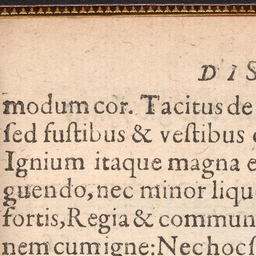 DIS
modum cor. Tacitus de
ſed fuſtibus & veſtibus
Ignium itaque magna e
guendo, nec minor lique
fortis, Regia & commun
nem cum igne: Nec hoc ſ